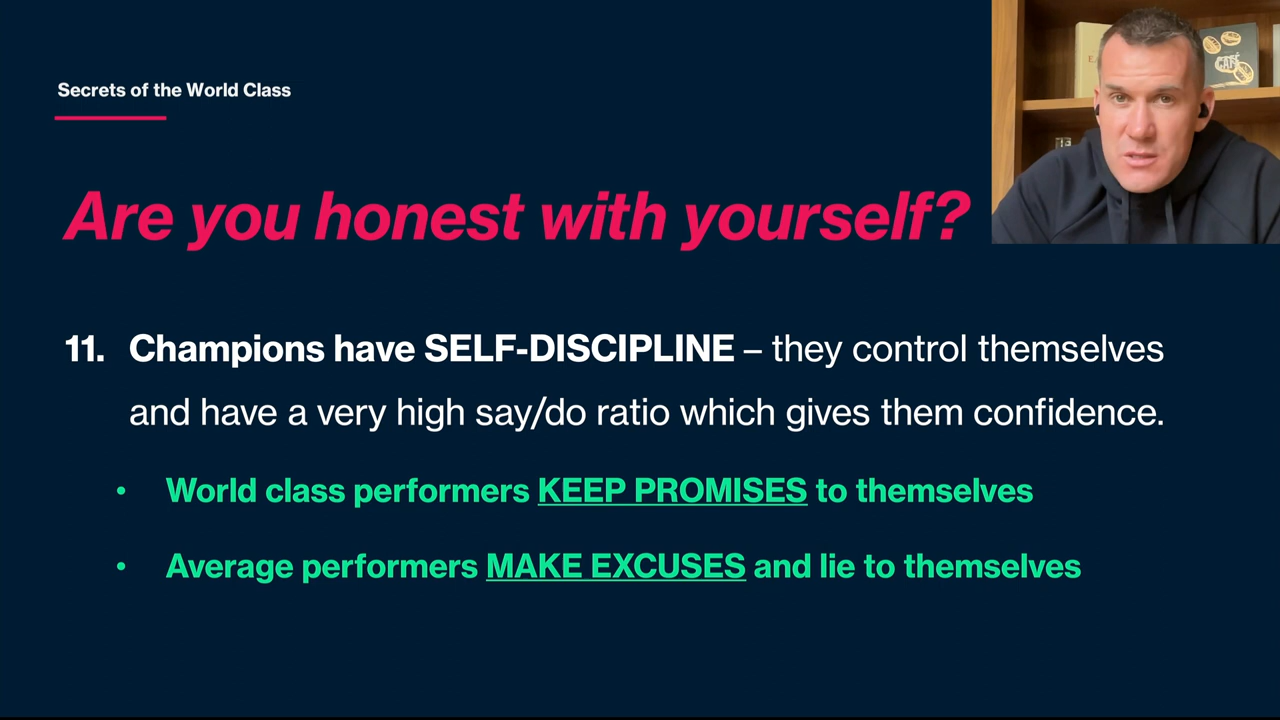 Secrets of the World Class
Are you honest with yourself?
11. Champions have SELF-DISCIPLINE – they control themselves
and have a very high say/do ratio which gives them confidence.
• World class performers KEEP PROMISES to themselves
• Average performers MAKE EXCUSES and lie to themselves
CAFÉ